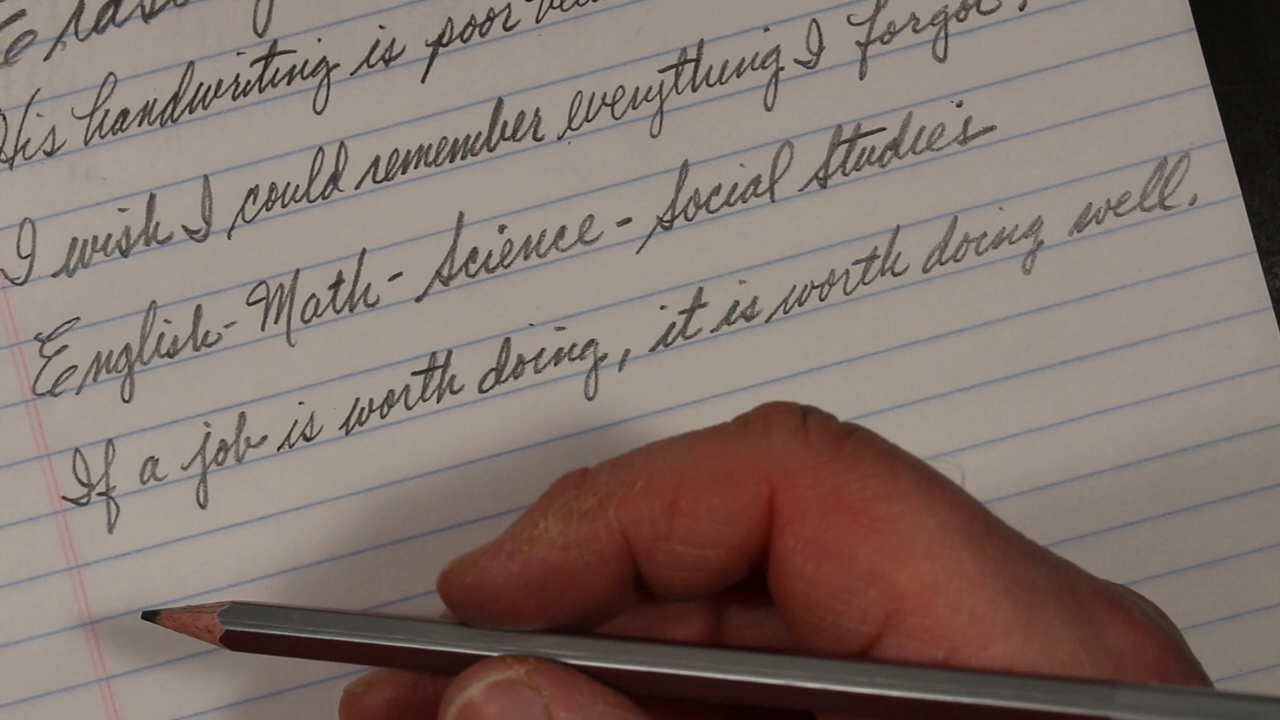 His handwriting is poor
I wish I could remember everything I forgot.
English - Math - Science - Social Studies
If a job is worth doing, it is worth doing well.